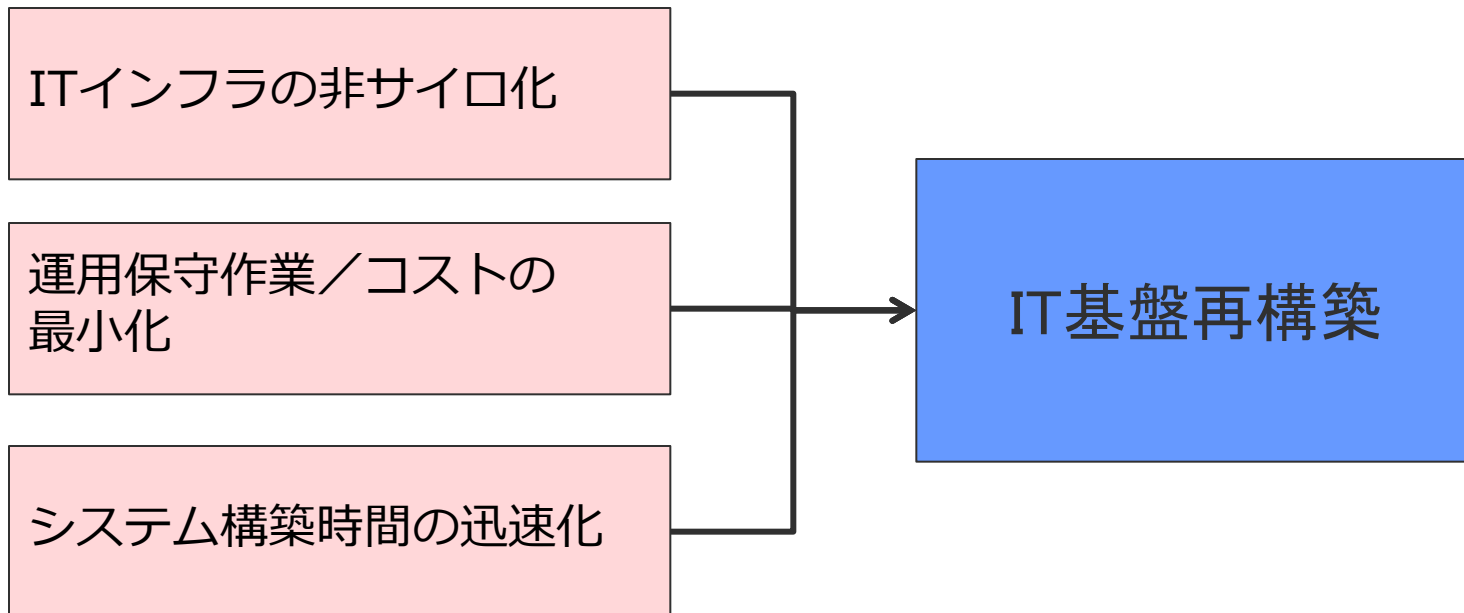 ITインフラの非サイロ化
運用保守作業／コストの
最小化
システム構築時間の迅速化
IT基盤再構築